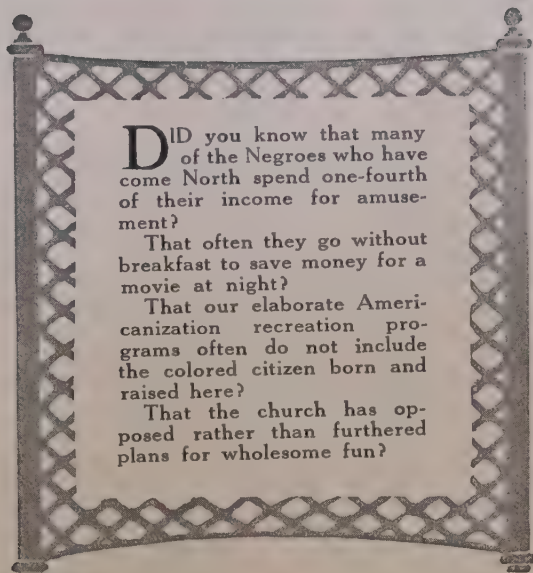 DID you know that many
of the Negroes who have
come North spend one-fourth
of their income for amuse-
ment?
That often they go without
breakfast to save money for a
movie at night?
That our elaborate Ameri-
canization recreation pro-
grams often do not include
the colored citizen born and
raised here?
That the church has op-
posed rather than furthered
plans for wholesome fun?